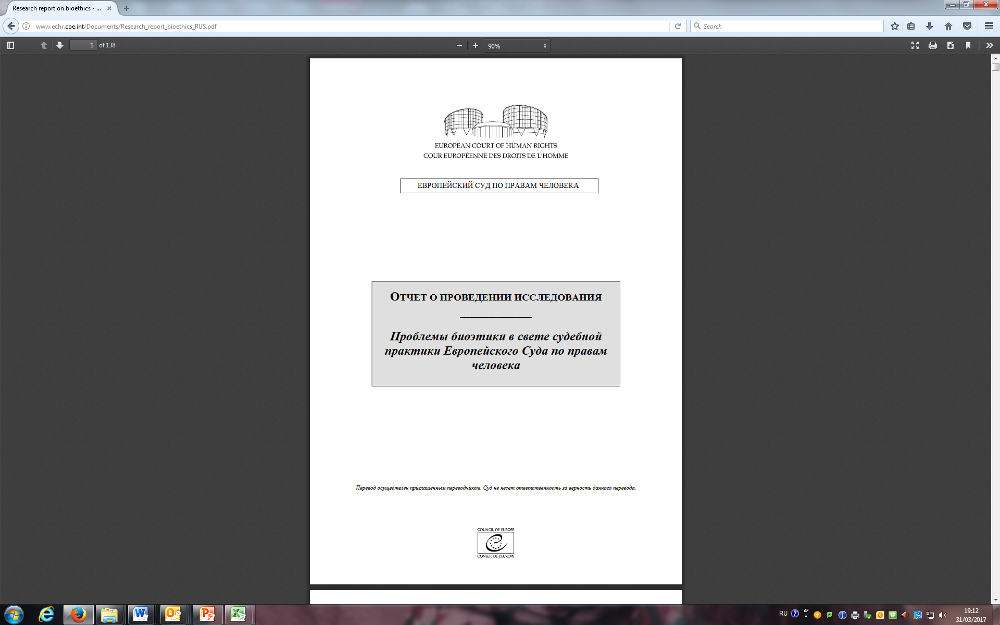 Research report on bioethics - ...
www.echr.coe.int/Documents/Research_report_bioethics_RUS.pdf
Search
1 of 138
90%
EUROPEAN COURT OF HUMAN RIGHTS
COUR EUROPÉENNE DES DROITS DE L'HOMME
ЕВРОПЕЙСКИЙ СУД ПО ПРАВАМ ЧЕЛОВЕКА
ОТЧЕТ О ПРОВЕДЕНИИ ИССЛЕДОВАНИЯ
Проблемы биоэтики в свете судебной
практики Европейского Суда по правам
человека
Перевод осуществлен приглашенным переводчиком. Суд не несет ответственность за верность данного перевода.
COUNCIL OF EUROPE
CONSEIL DE L'EUROPE
RU
19:12
31/03/2017